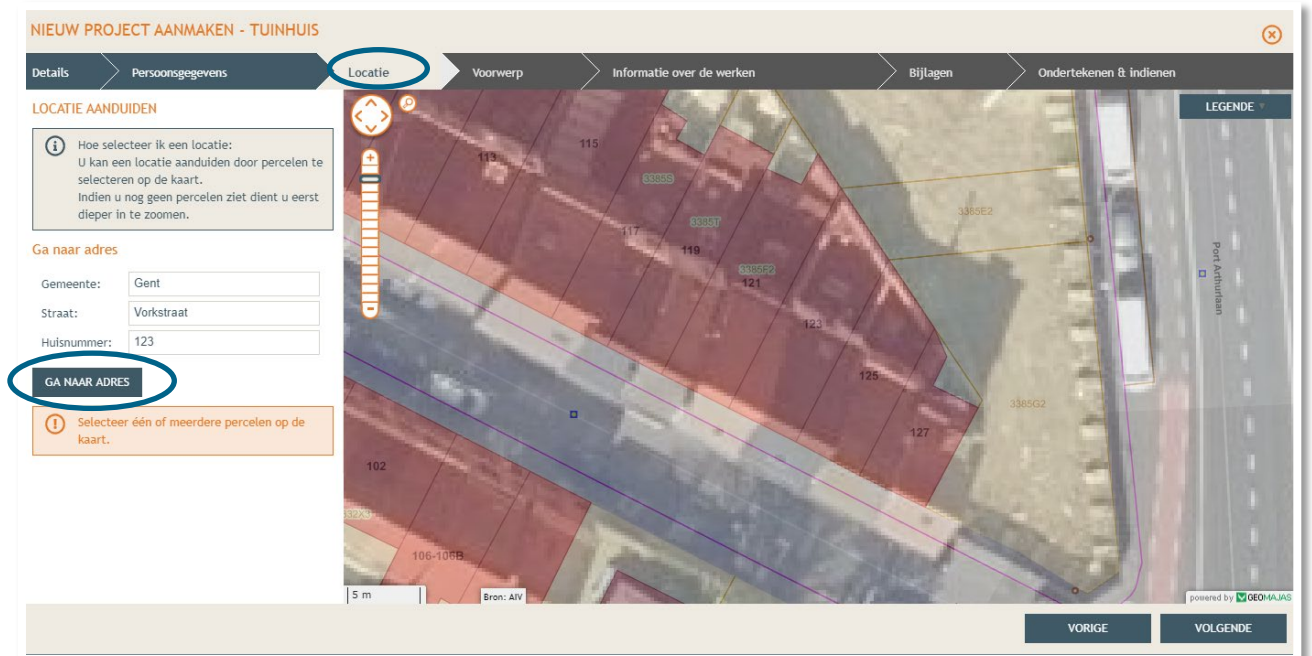 NIEUW PROJECT AANMAKEN - TUINHUIS
Details
Persoonsgegevens
Locatie
Voorwerp
Informatie over de werken
Bijlagen
Ondertekenen & indienen
LOCATIE AANDUIDEN
Hoe selecteer ik een locatie:
U kan een locatie aanduiden door percelen te
selecteren op de kaart.
Indien u nog geen percelen ziet dient u eerst
dieper in te zoomen.
Ga naar adres
Gemeente: Gent
Straat: Vorkstraat
Huisnummer: 123
GA NAAR ADRES
Selecteer één of meerdere percelen op de
kaart.
LEGENDE
113
115
3385S
117
3385T
119
3385F2
121
123
125
127
3385E2
3385G2
Port Arthurlaan
102
106-106B
5 m
Bron: AIV
powered by GEOMAJAS
VORIGE
VOLGENDE